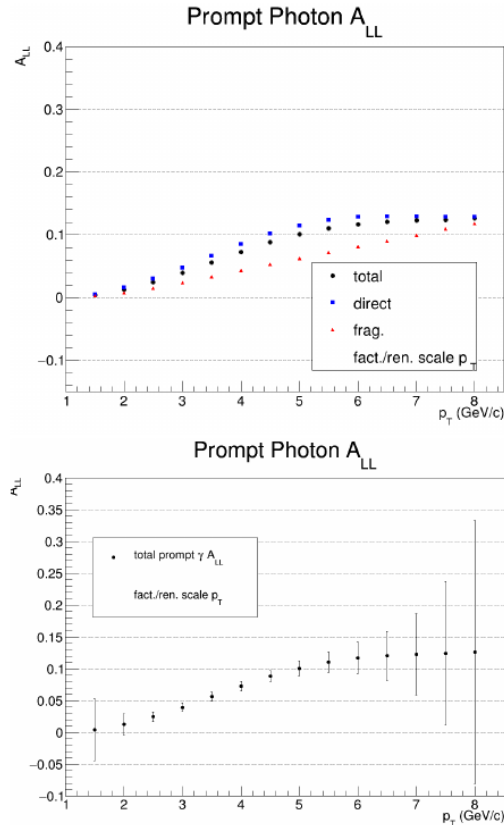 Prompt Photon A_LL
A_LL
0.4
0.3
0.2
0.1
0
−0.1
total
direct
frag.
fact./ren. scale p_T
1 2 3 4 5 6 7 8
p_T (GeV/c)
Prompt Photon A_LL
A_LL
0.4
0.35
0.3
0.25
0.2
0.15
0.1
0.05
0
−0.05
−0.1
total prompt γ A_LL
fact./ren. scale p_T
1 2 3 4 5 6 7 8
p_T (GeV/c)